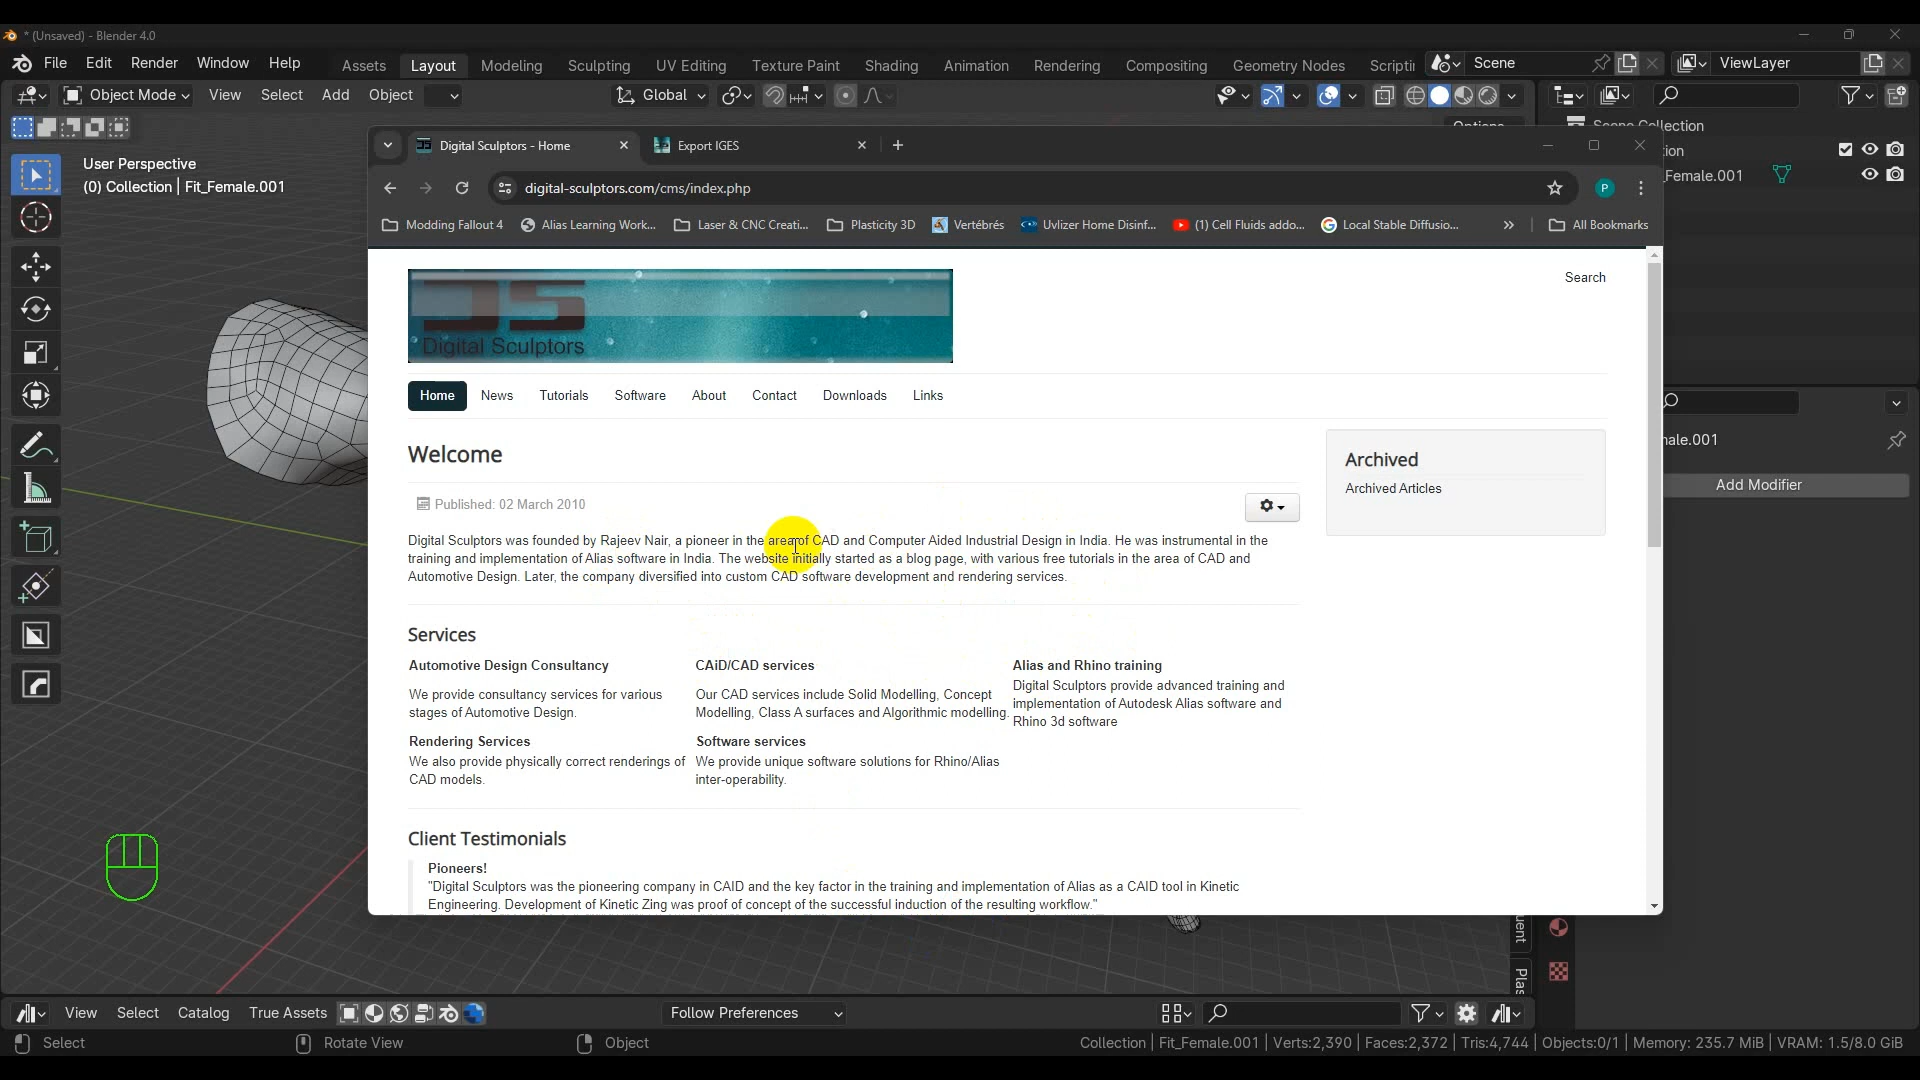 * (Unsaved) - Blender 4.0
File Edit Render Window Help Assets Layout Modeling Sculpting UV Editing Texture Paint Shading Animation Rendering Compositing Geometry Nodes Scripti Scene ViewLayer
Object Mode View Select Add Object Global
Options
User Perspective
(0) Collection | Fit_Female.001
Scene Collection
tion
Female.001
Digital Sculptors - Home Export IGES
digital-sculptors.com/cms/index.php P
Modding Fallout 4 Alias Learning Work... Laser & CNC Creati... Plasticity 3D Vertébrés Uvlizer Home Disinf... (1) Cell Fluids addo... Local Stable Diffusio... » All Bookmarks
DS
Digital Sculptors
Search
Home News Tutorials Software About Contact Downloads Links
Welcome
Published: 02 March 2010
Digital Sculptors was founded by Rajeev Nair, a pioneer in the area of CAD and Computer Aided Industrial Design in India. He was instrumental in the
training and implementation of Alias software in India. The website initially started as a blog page, with various free tutorials in the area of CAD and
Automotive Design. Later, the company diversified into custom CAD software development and rendering services.
Archived
Archived Articles
Services
Automotive Design Consultancy
We provide consultancy services for various
stages of Automotive Design.
CAiD/CAD services
Our CAD services include Solid Modelling, Concept
Modelling, Class A surfaces and Algorithmic modelling.
Alias and Rhino training
Digital Sculptors provide advanced training and
implementation of Autodesk Alias software and
Rhino 3d software
Rendering Services
We also provide physically correct renderings of
CAD models.
Software services
We provide unique software solutions for Rhino/Alias
inter-operability.
Client Testimonials
Pioneers!
"Digital Sculptors was the pioneering company in CAID and the key factor in the training and implementation of Alias as a CAID tool in Kinetic
Engineering. Development of Kinetic Zing was proof of concept of the successful induction of the resulting workflow."
male.001
Add Modifier
uent
Plas
View Select Catalog True Assets Follow Preferences
Select Rotate View Object Collection | Fit_Female.001 | Verts:2,390 | Faces:2,372 | Tris:4,744 | Objects:0/1 | Memory: 235.7 MiB | VRAM: 1.5/8.0 GiB